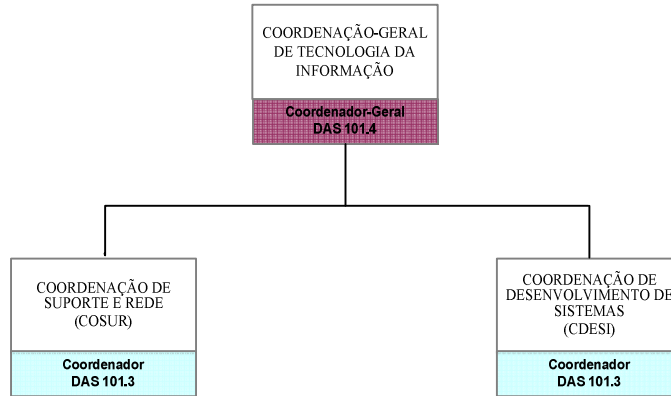 COORDENAÇÃO-GERAL
DE TECNOLOGIA DA
INFORMAÇÃO
Coordenador-Geral
DAS 101.4
COORDENAÇÃO DE
SUPORTE E REDE
(COSUR)
Coordenador
DAS 101.3
COORDENAÇÃO DE
DESENVOLVIMENTO DE
SISTEMAS
(CDESI)
Coordenador
DAS 101.3